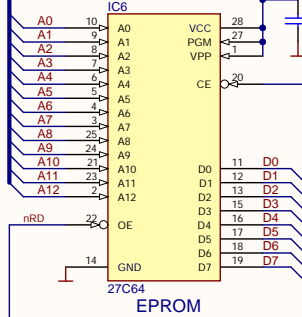 IC6
A0 10 A0 VCC 28
A1 9 A1 PGM 27
A2 8 A2 VPP 1
A3 7 A3
A4 6 A4 CE 20
A5 5 A5
A6 4 A6
A7 3 A7
A8 25 A8
A9 24 A9
A10 21 A10 D0 11 D0
A11 23 A11 D1 12 D1
A12 2 A12 D2 13 D2
D3 15 D3
nRD 22 OE D4 16 D4
D5 17 D5
D6 18 D6
14 GND D7 19 D7
27C64
EPROM